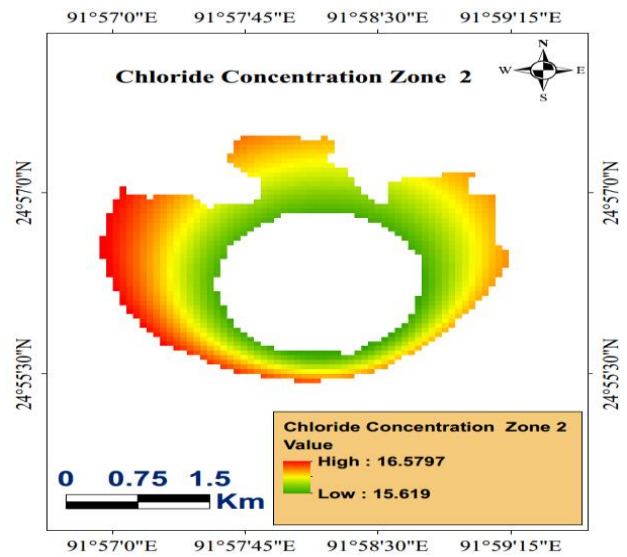 91°57'0"E 91°57'45"E 91°58'30"E 91°59'15"E
Chloride Concentration Zone 2
N
W E
S
24°57'0"N 24°57'0"N
24°55'30"N 24°55'30"N
Chloride Concentration Zone 2
Value
High : 16.5797
Low : 15.619
0 0.75 1.5
Km
91°57'0"E 91°57'45"E 91°58'30"E 91°59'15"E